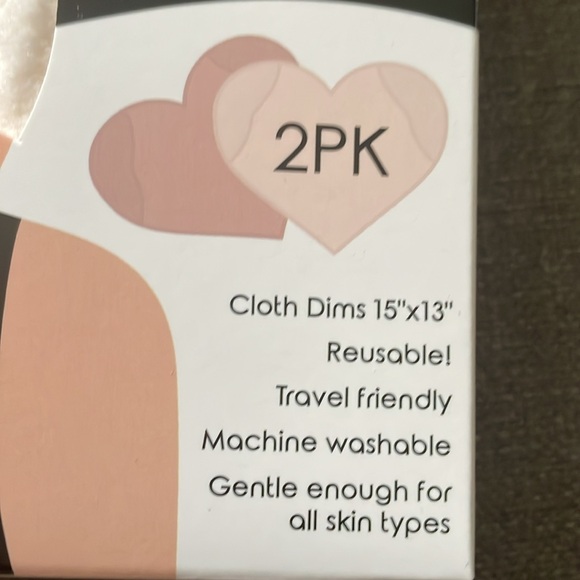 2PK
Cloth Dims 15"x13"
Reusable!
Travel friendly
Machine washable
Gentle enough for
all skin types